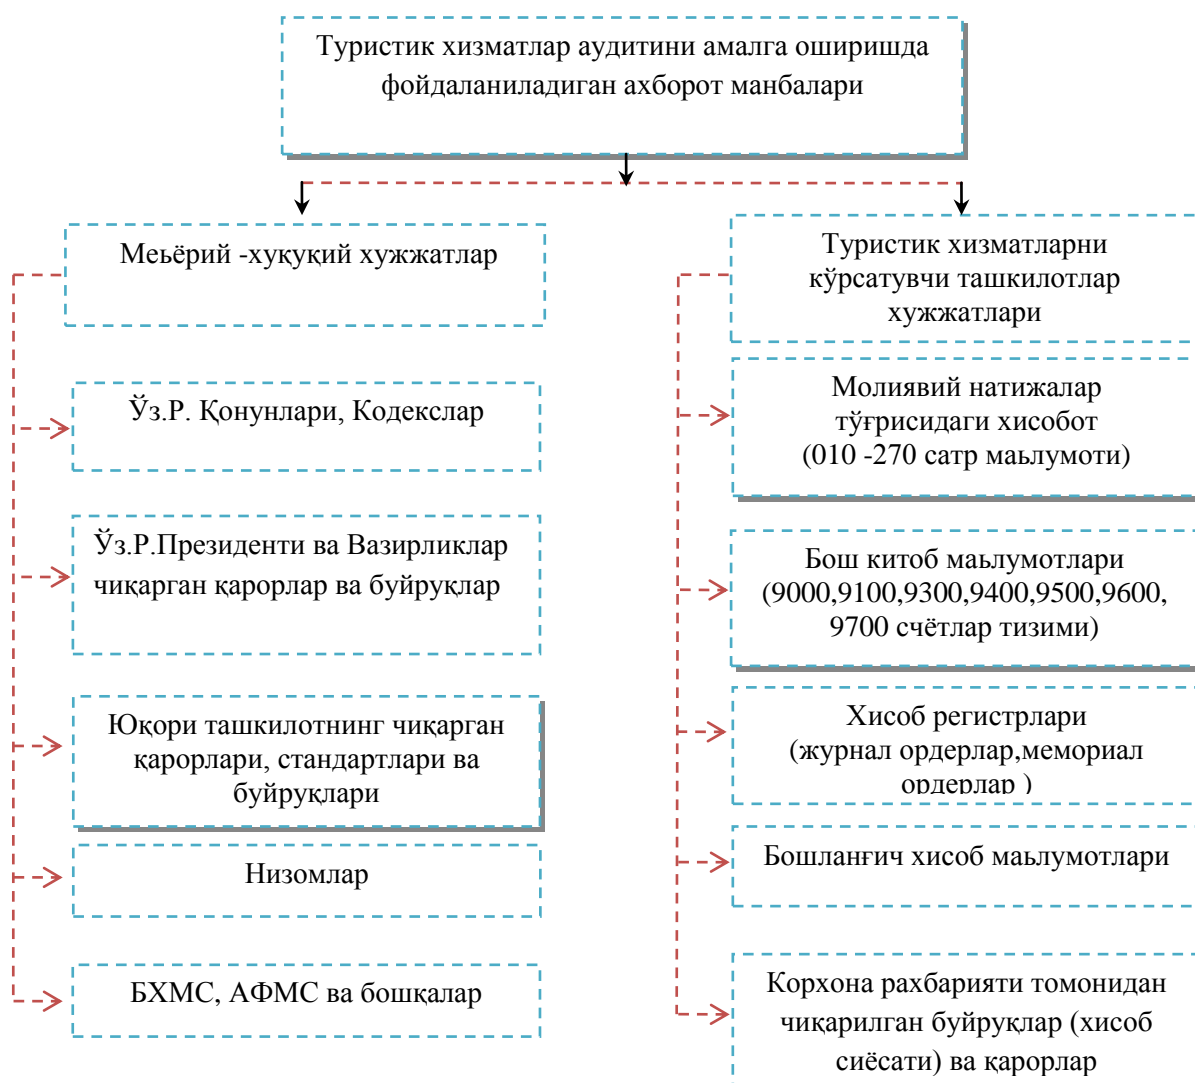 Туристик хизматлар аудитини амалга оширишда
фойдаланиладиган ахборот манбалари
Меьёрий -хуқуқий хужжатлар
Ўз.Р. Қонунлари, Кодекслар
Ўз.Р.Президенти ва Вазирликлар
чиқарган қарорлар ва буйруқлар
Юқори ташкилотнинг чиқарган
қарорлари, стандартлари ва
буйруқлари
Низомлар
БХМС, АФМС ва бошқалар
Туристик хизматларни
кўрсатувчи ташкилотлар
хужжатлари
Молиявий натижалар
тўғрисидаги хисобот
(010 -270 сатр маьлумоти)
Бош китоб маьлумотлари
(9000,9100,9300,9400,9500,9600,
9700 счётлар тизими)
Хисоб регистрлари
(журнал ордерлар,мемориал
ордерлар )
Бошланғич хисоб маьлумотлари
Корхона рахбарияти томонидан
чиқарилган буйруқлар (хисоб
сиёсати) ва қарорлар